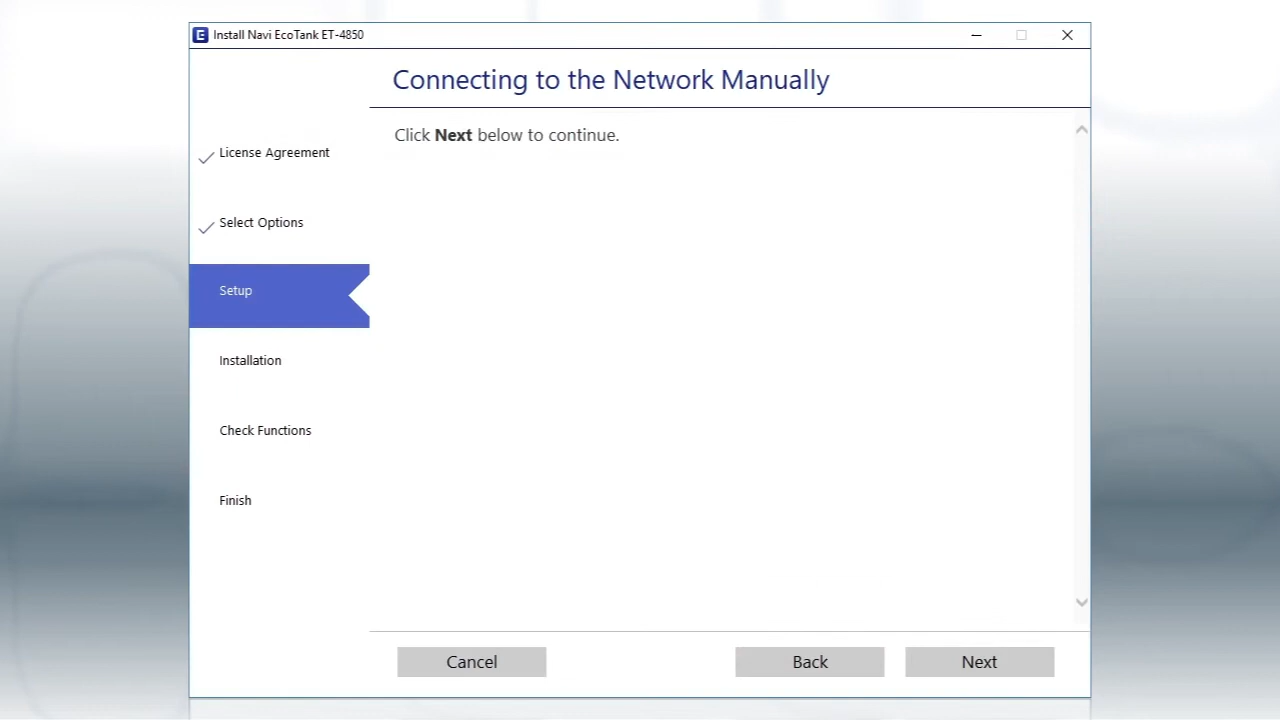 E Install Navi EcoTank ET-4850
Connecting to the Network Manually
Click Next below to continue.
License Agreement
Select Options
Setup
Installation
Check Functions
Finish
Cancel
Back
Next